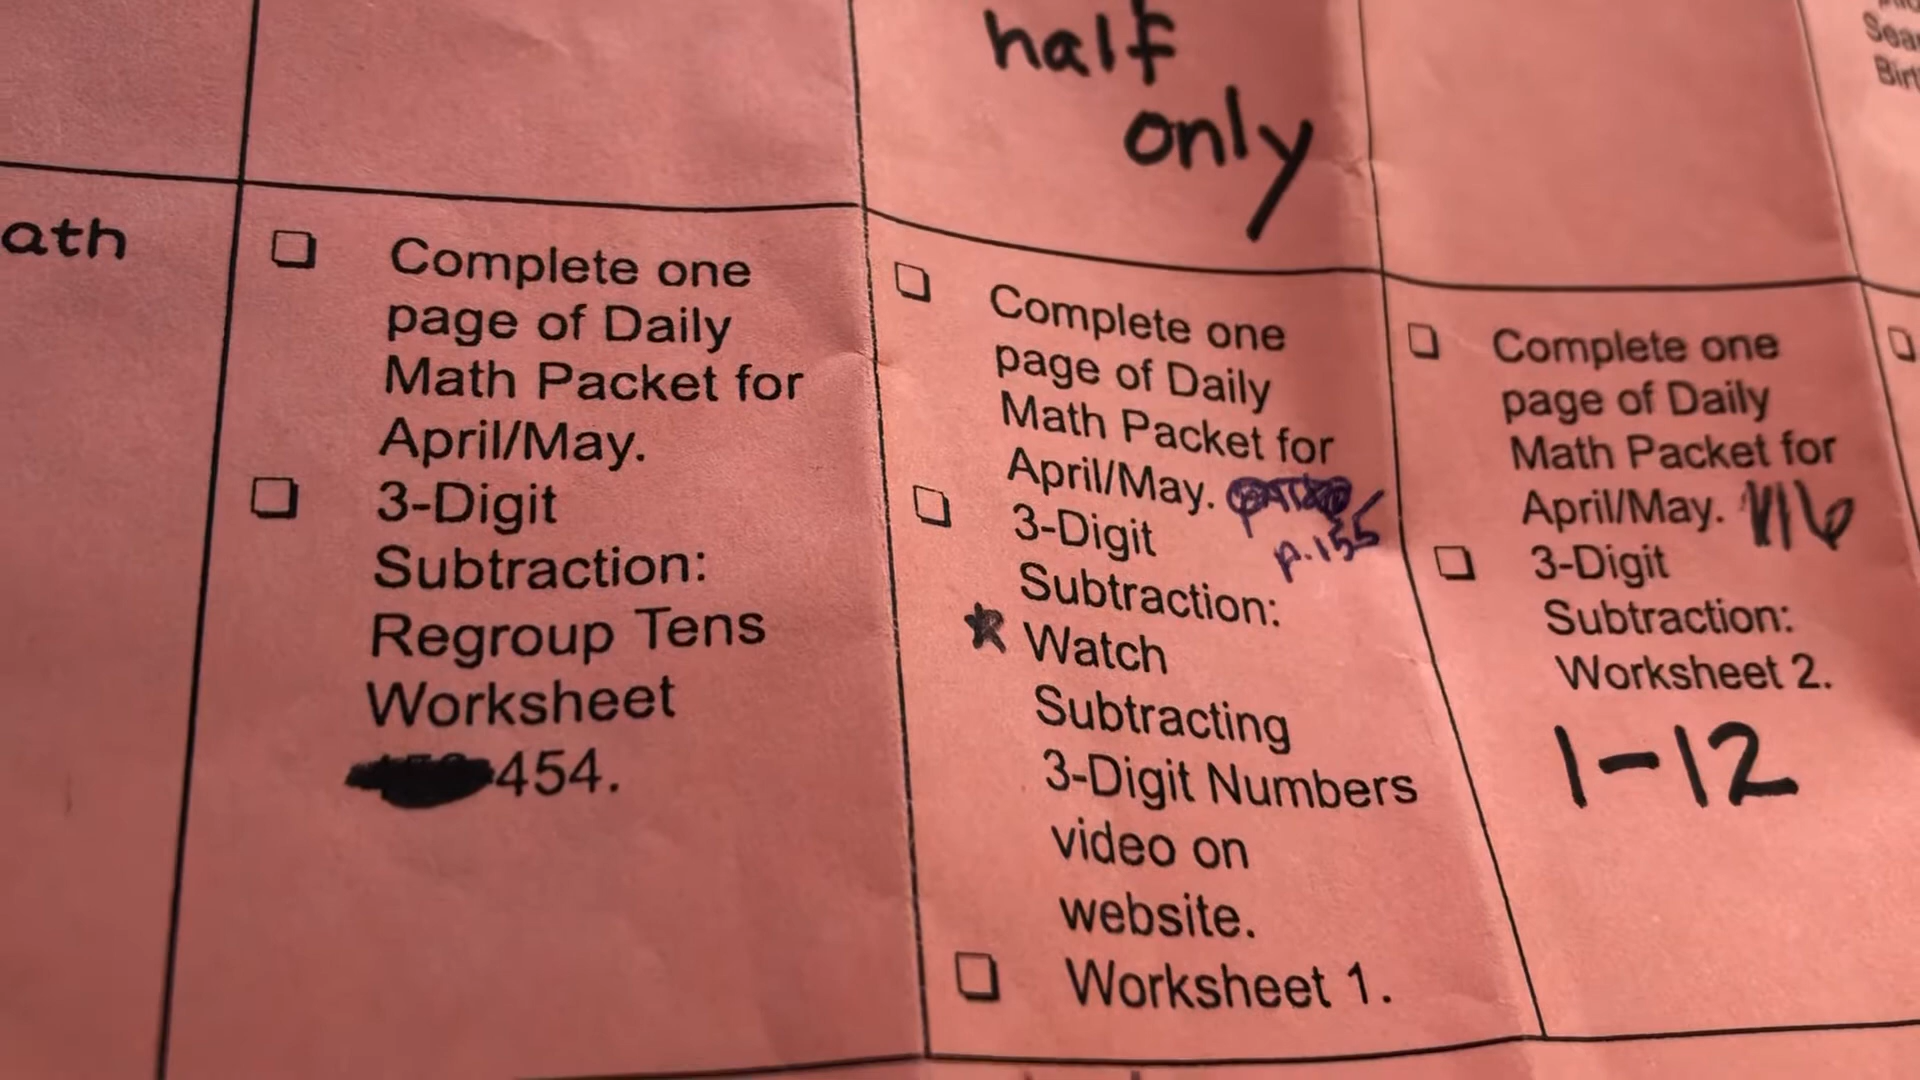 half
only
ath
Complete one
page of Daily
Math Packet for
April/May.
3-Digit
Subtraction:
Regroup Tens
Worksheet
454.
Complete one
page of Daily
Math Packet for
April/May.
p.155
3-Digit
Subtraction:
Watch
Subtracting
3-Digit Numbers
video on
website.
Worksheet 1.
Complete one
page of Daily
Math Packet for
April/May.
3-Digit
Subtraction:
Worksheet 2.
1-12
Sea
Birt